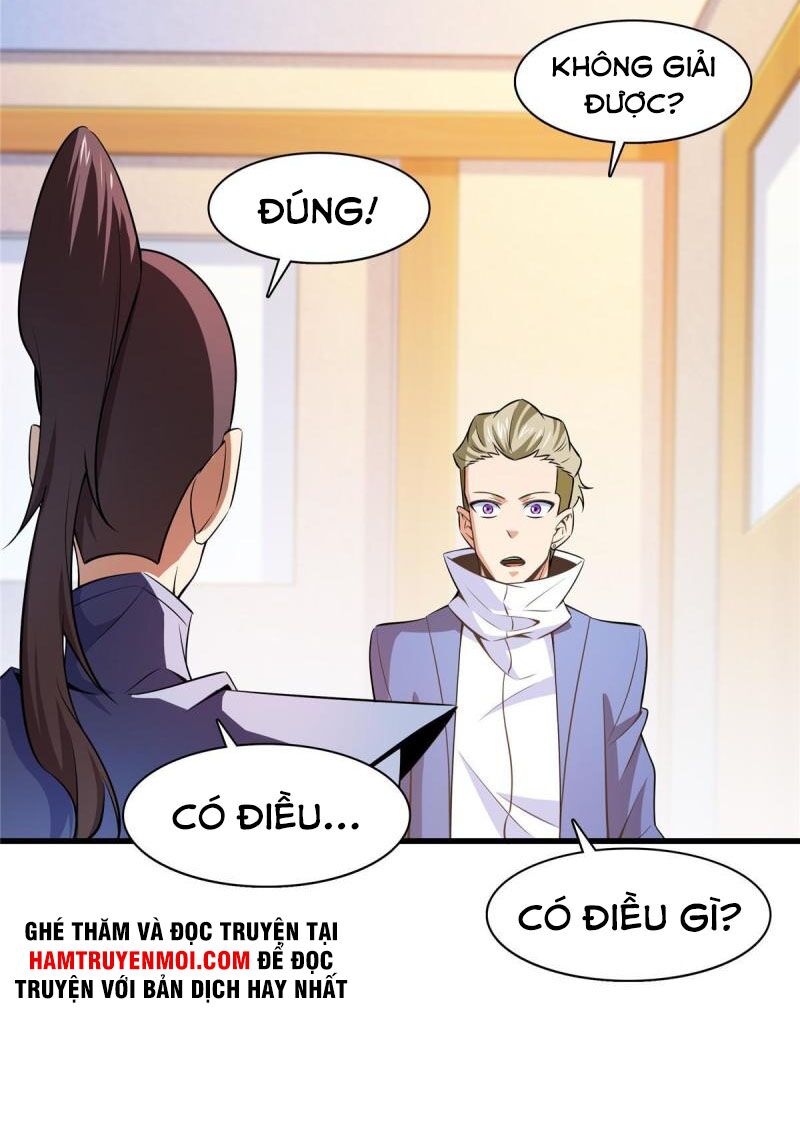 KHÔNG GIẢI
ĐƯỢC?
ĐÚNG!
CÓ ĐIỀU...
CÓ ĐIỀU GÌ?
GHÉ THĂM VÀ ĐỌC TRUYỆN TẠI
HAMTRUYENMOI.COM ĐỂ ĐỌC
TRUYỆN VỚI BẢN DỊCH HAY NHẤT